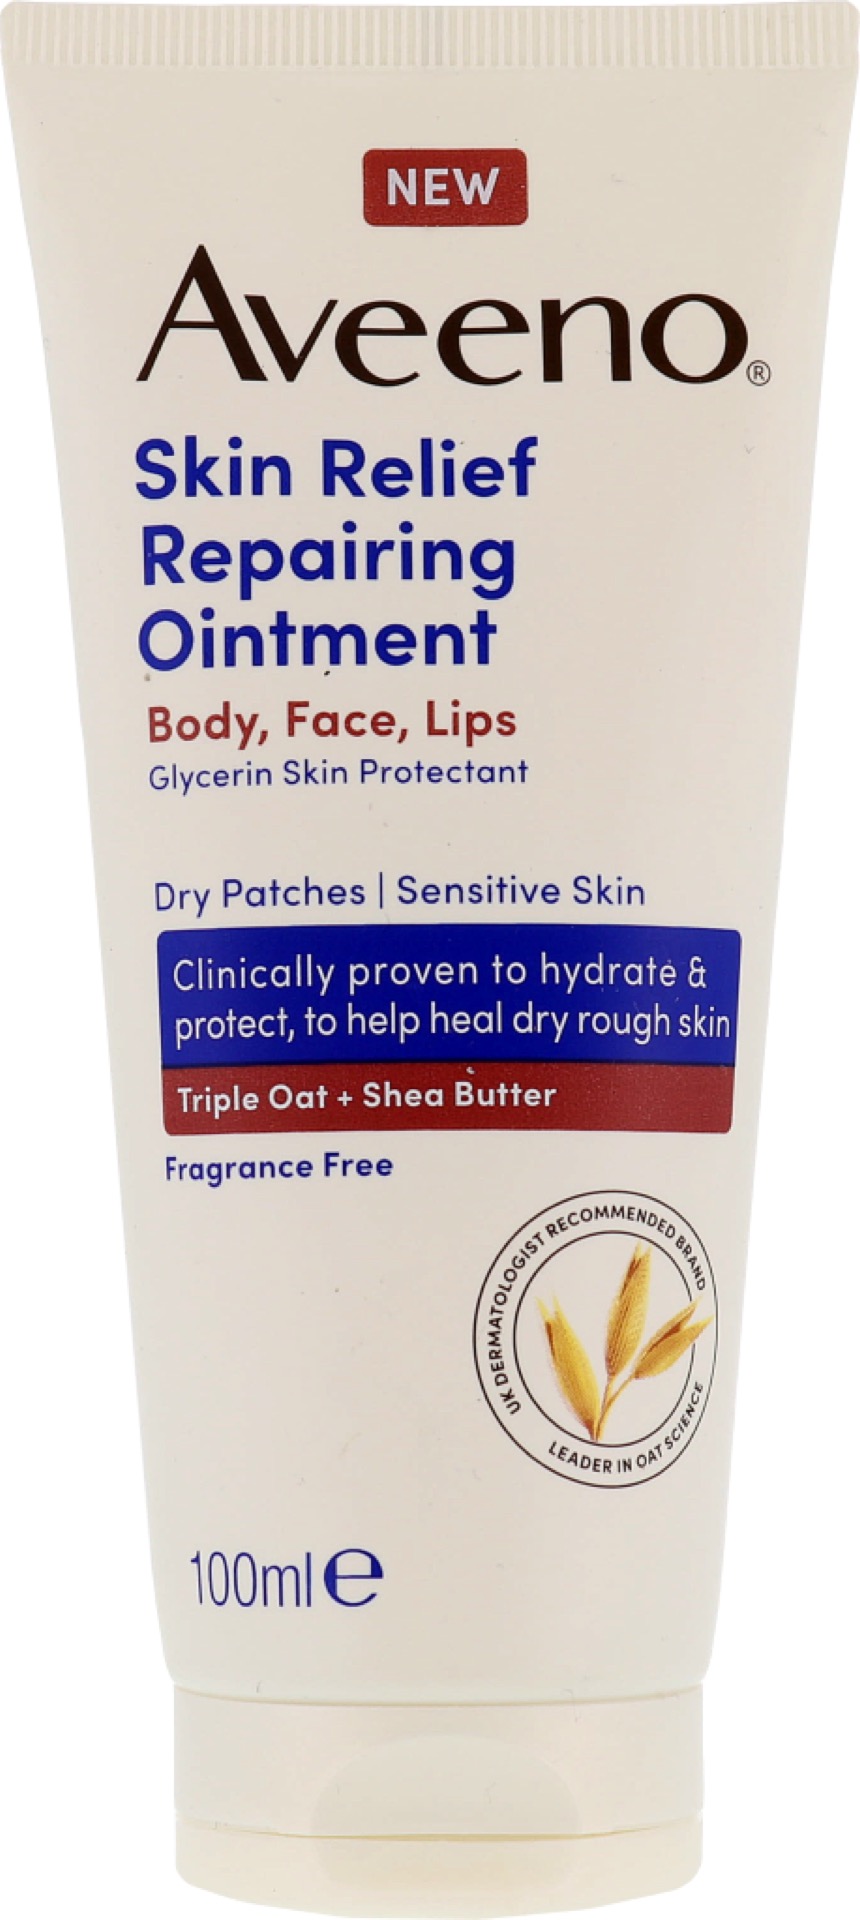 NEW
Aveeno®
Skin Relief
Repairing
Ointment
Body, Face, Lips
Glycerin Skin Protectant
Dry Patches | Sensitive Skin
Clinically proven to hydrate &
protect, to help heal dry rough skin
Triple Oat + Shea Butter
Fragrance Free
UK DERMATOLOGIST RECOMMENDED BRAND
LEADER IN OAT SCIENCE
100ml ℮